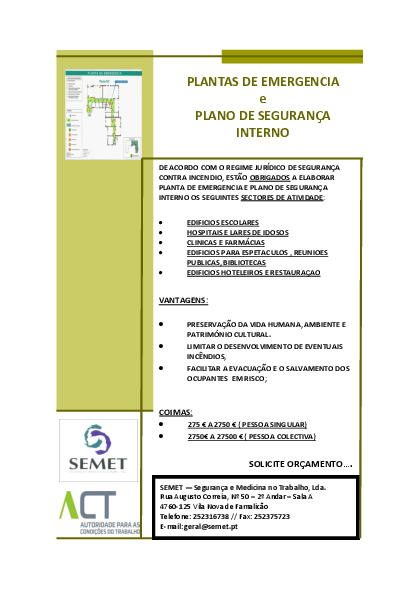 PLANTA DE EMERGENCIA
PLANTAS DE EMERGENCIA
e
PLANO DE SEGURANÇA
INTERNO
DE ACORDO COM O REGIME JURÍDICO DE SEGURANÇA
CONTRA INCENDIO, ESTÃO OBRIGADOS A ELABORAR
PLANTA DE EMERGENCIA E PLANO DE SEGURANÇA
INTERNO OS SEGUINTES SECTORES DE ATIVIDADE:
• EDIFICIOS ESCOLARES
• HOSPITAIS E LARES DE IDOSOS
• CLINICAS E FARMÁCIAS
• EDIFICIOS PARA ESPETACULOS , REUNIOES
PUBLICAS, BIBLIOTECAS
• EDIFICIOS HOTELEIROS E RESTAURAÇAO
VANTAGENS:
• PRESERVAÇÃO DA VIDA HUMANA, AMBIENTE E
PATRIMÓNIO CULTURAL.
• LIMITAR O DESENVOLVIMENTO DE EVENTUAIS
INCÊNDIOS,
• FACILITAR A EVACUAÇÃO E O SALVAMENTO DOS
OCUPANTES EM RISCO;
COIMAS:
• 275 € A 2750 € ( PESSOA SINGULAR)
• 2750€ A 27500 € ( PESSOA COLECTIVA)
SOLICITE ORÇAMENTO....
SEMET
ACT
AUTORIDADE PARA AS
CONDIÇÕES DO TRABALHO
SEMET — Segurança e Medicina no Trabalho, Lda.
Rua Augusto Correia, Nº 50 – 2º Andar – Sala A
4760-125 Vila Nova de Famalicão
Telefone: 252316738 // Fax: 252375723
E-mail: geral@semet.pt